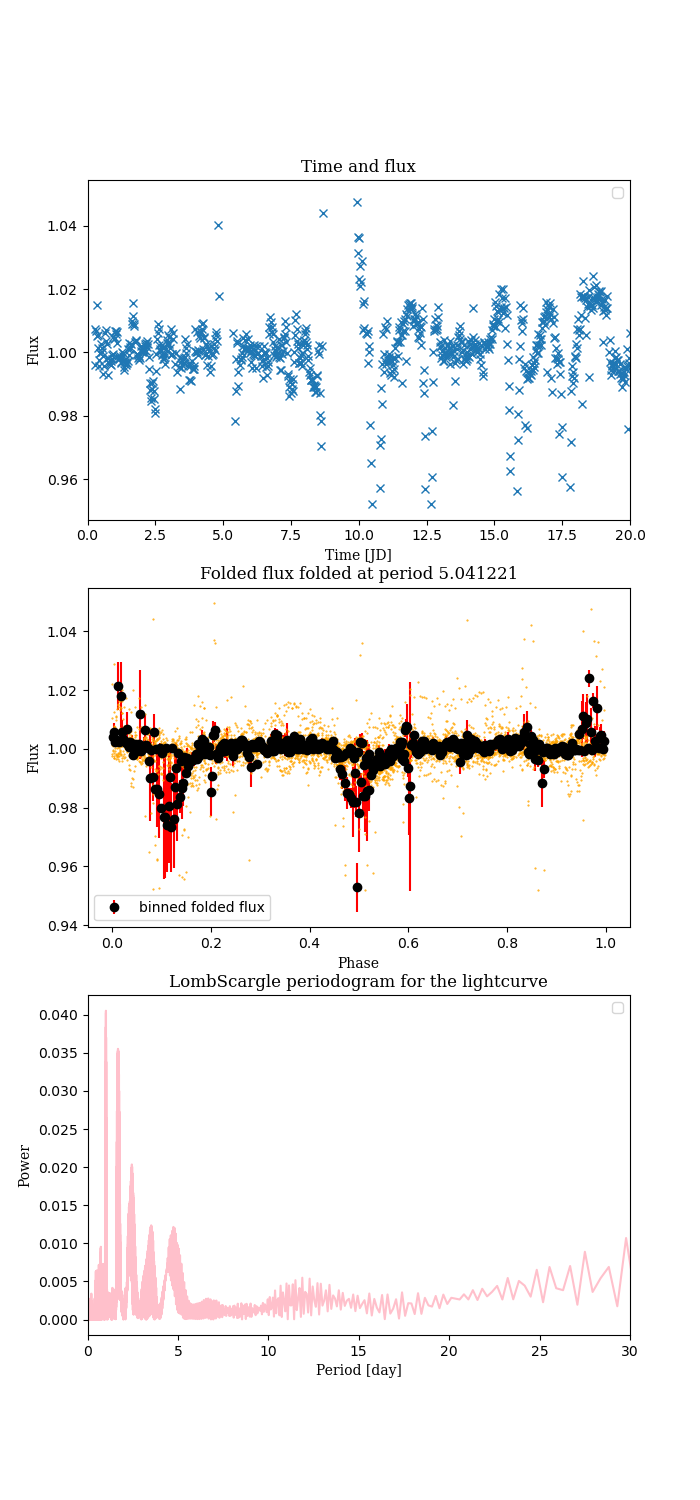 Time and flux
1.04
1.02
1.00
0.98
0.96
Flux
0.0 2.5 5.0 7.5 10.0 12.5 15.0 17.5 20.0
Time [JD]
Folded flux folded at period 5.041221
1.04
1.02
1.00
0.98
0.96
0.94
Flux
binned folded flux
0.0 0.2 0.4 0.6 0.8 1.0
Phase
LombScargle periodogram for the lightcurve
0.040
0.035
0.030
0.025
0.020
0.015
0.010
0.005
0.000
Power
0 5 10 15 20 25 30
Period [day]